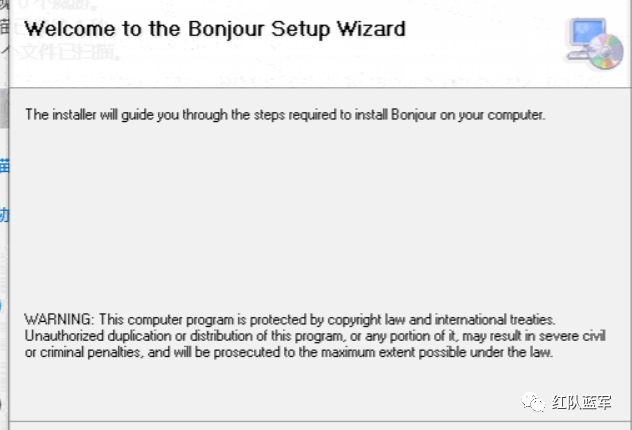 Welcome to the Bonjour Setup Wizard
The installer will guide you through the steps required to install Bonjour on your computer.
WARNING: This computer program is protected by copyright law and international treaties.
Unauthorized duplication or distribution of this program, or any portion of it, may result in severe civil
or criminal penalties, and will be prosecuted to the maximum extent possible under the law.
红队蓝军